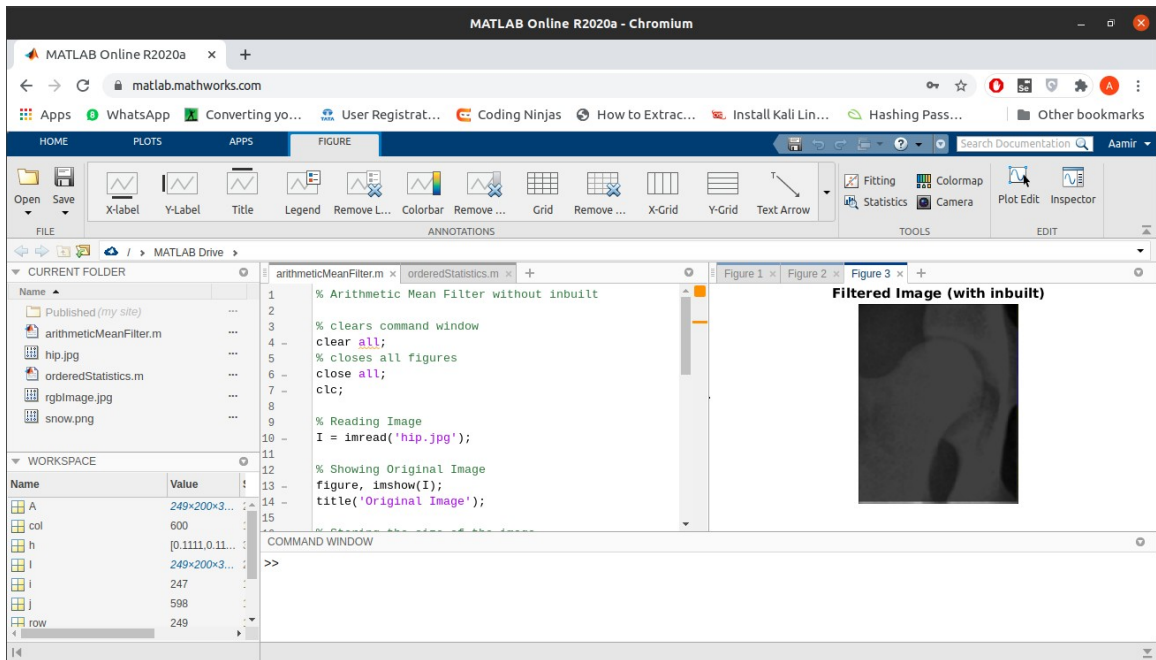 MATLAB Online R2020a - Chromium
MATLAB Online R2020a
matlab.mathworks.com
Apps WhatsApp Converting yo... User Registrat... Coding Ninjas How to Extrac... Install Kali Lin... Hashing Pass... Other bookmarks
HOME PLOTS APPS FIGURE Search Documentation Aamir
Open Save X-label Y-Label Title Legend Remove L... Colorbar Remove ... Grid Remove ... X-Grid Y-Grid Text Arrow Fitting Statistics Colormap Camera Plot Edit Inspector
FILE ANNOTATIONS TOOLS EDIT
/ › MATLAB Drive ›
CURRENT FOLDER
Name
Published (my site)
arithmeticMeanFilter.m
hip.jpg
orderedStatistics.m
rgbImage.jpg
snow.png
WORKSPACE
Name Value
A 249×200×3...
col 600
h [0.1111,0.11...
I 249×200×3...
i 247
j 598
row 249
arithmeticMeanFilter.m × orderedStatistics.m × +
1 % Arithmetic Mean Filter without inbuilt
2
3 % clears command window
4 – clear all;
5 % closes all figures
6 – close all;
7 – clc;
8
9 % Reading Image
10 – I = imread('hip.jpg');
11
12 % Showing Original Image
13 – figure, imshow(I);
14 – title('Original Image');
15
Figure 1 × Figure 2 × Figure 3 × +
Filtered Image (with inbuilt)
COMMAND WINDOW
>>